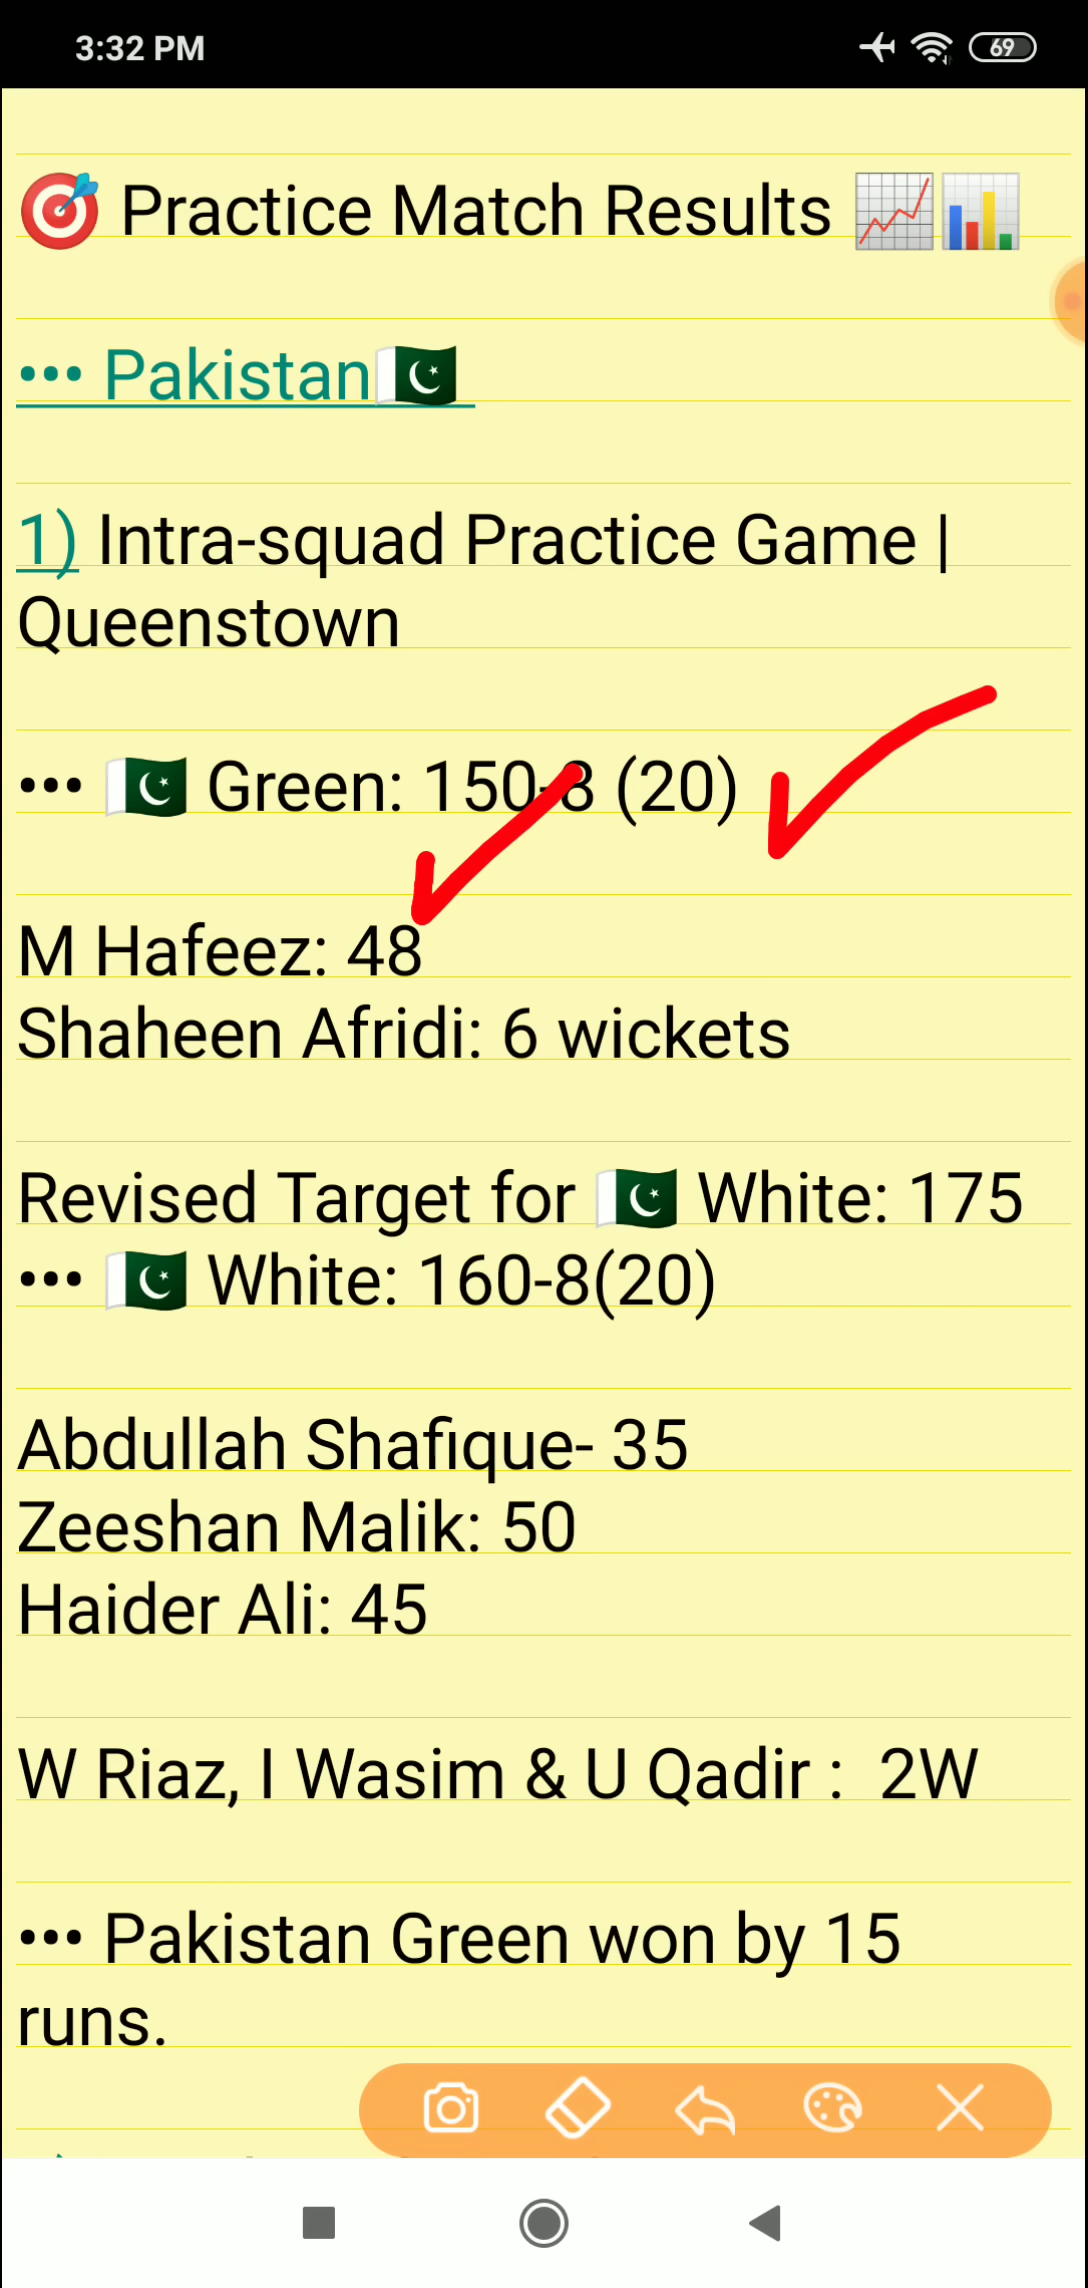 3:32 PM
69
🎯 Practice Match Results 📈📊
••• Pakistan🇵🇰
1) Intra-squad Practice Game |
Queenstown
••• 🇵🇰 Green: 150-8 (20)
M Hafeez: 48
Shaheen Afridi: 6 wickets
Revised Target for 🇵🇰 White: 175
••• 🇵🇰 White: 160-8(20)
Abdullah Shafique- 35
Zeeshan Malik: 50
Haider Ali: 45
W Riaz, I Wasim & U Qadir :  2W
••• Pakistan Green won by 15
runs.